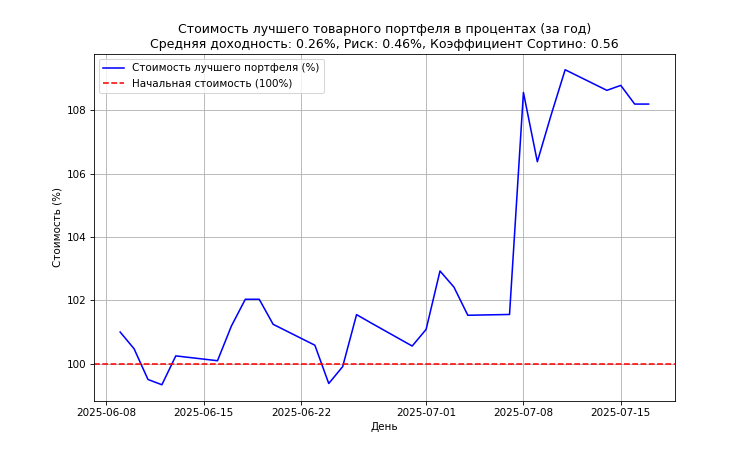 Стоимость лучшего товарного портфеля в процентах (за год)
Средняя доходность: 0.26%, Риск: 0.46%, Коэффициент Сортино: 0.56
Стоимость лучшего портфеля (%)
Начальная стоимость (100%)
Стоимость (%)
108
106
104
102
100
2025-06-08
2025-06-15
2025-06-22
2025-07-01
2025-07-08
2025-07-15
День